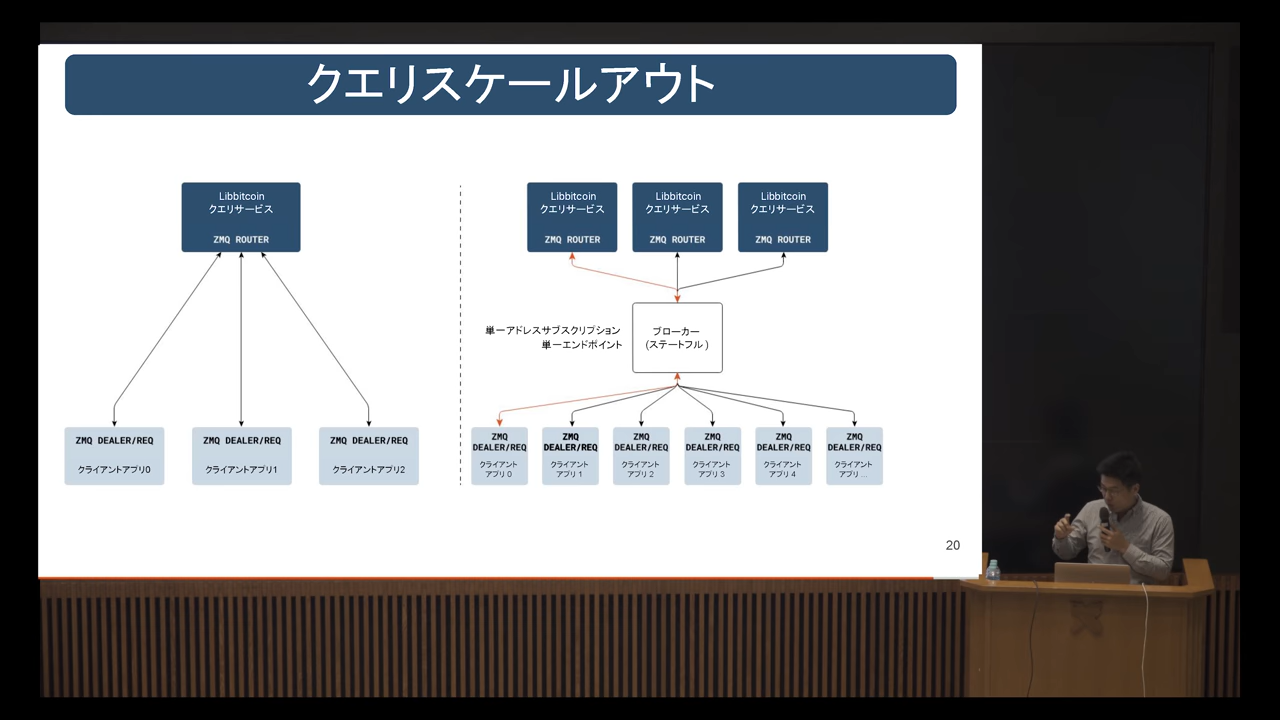 クエリスケールアウト
Libbitcoin
クエリサービス
ZMQ ROUTER
ZMQ DEALER/REQ
クライアントアプリ0
ZMQ DEALER/REQ
クライアントアプリ1
ZMQ DEALER/REQ
クライアントアプリ2
Libbitcoin
クエリサービス
ZMQ ROUTER
Libbitcoin
クエリサービス
ZMQ ROUTER
Libbitcoin
クエリサービス
ZMQ ROUTER
単一アドレスサブスクリプション
単一エンドポイント
ブローカー
(ステートフル)
ZMQ
DEALER/REQ
クライアント
アプリ 0
ZMQ
DEALER/REQ
クライアント
アプリ 1
ZMQ
DEALER/REQ
クライアント
アプリ 2
ZMQ
DEALER/REQ
クライアント
アプリ 3
ZMQ
DEALER/REQ
クライアント
アプリ 4
ZMQ
DEALER/REQ
クライアント
アプリ ...
20